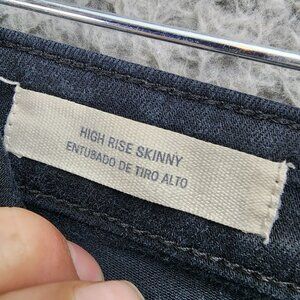 HIGH RISE SKINNY
ENTUBADO DE TIRO ALTO